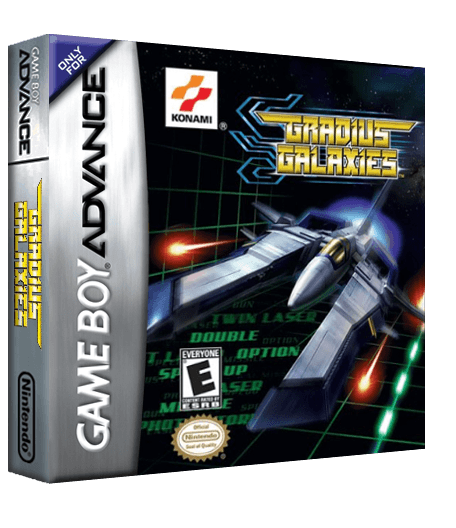 GAME BOY
ADVANCE
GRADIUS
GALAXIES
Nintendo
ONLY
FOR
GAME BOY ADVANCE
KONAMI
GRADIUS
GALAXIES
TWIN LASER
DOUBLE
OPTION
EVERYONE
E
CONTENT RATED BY
ESRB
Official
Nintendo
Seal of Quality